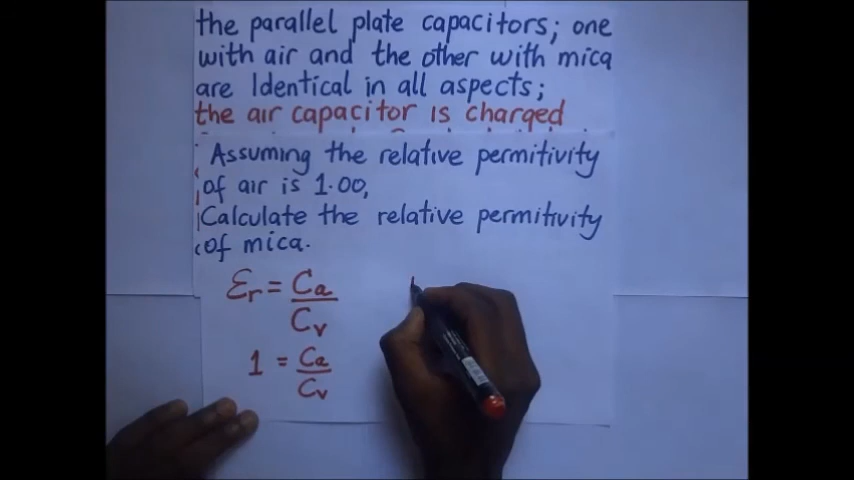 the parallel plate capacitors; one
with air and the other with mica
are Identical in all aspects;
the air capacitor is charged
Assuming the relative permitivity
of air is 1.00,
Calculate the relative permitivity
of mica.
Ɛr = Ca
Cv
1 = Ca
Cv